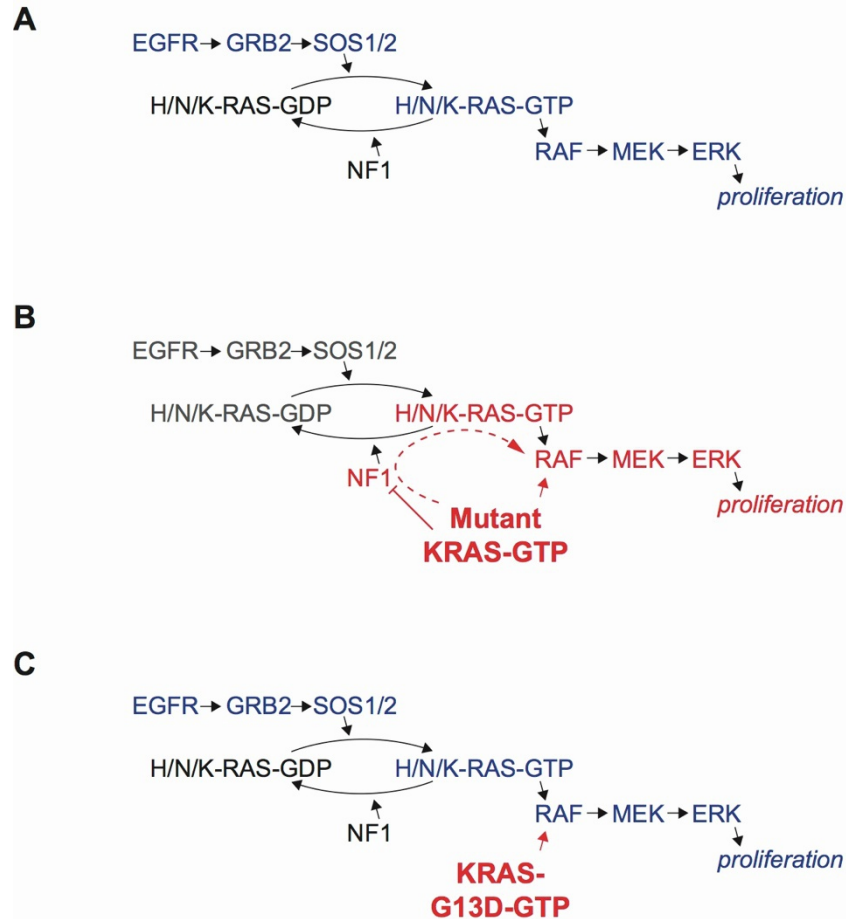 A
EGFR→GRB2→SOS1/2
H/N/K-RAS-GDP H/N/K-RAS-GTP
NF1
RAF→MEK→ERK
proliferation
B
EGFR→GRB2→SOS1/2
H/N/K-RAS-GDP H/N/K-RAS-GTP
NF1
RAF→MEK→ERK
proliferation
Mutant
KRAS-GTP
C
EGFR→GRB2→SOS1/2
H/N/K-RAS-GDP H/N/K-RAS-GTP
NF1
RAF→MEK→ERK
proliferation
KRAS-
G13D-GTP